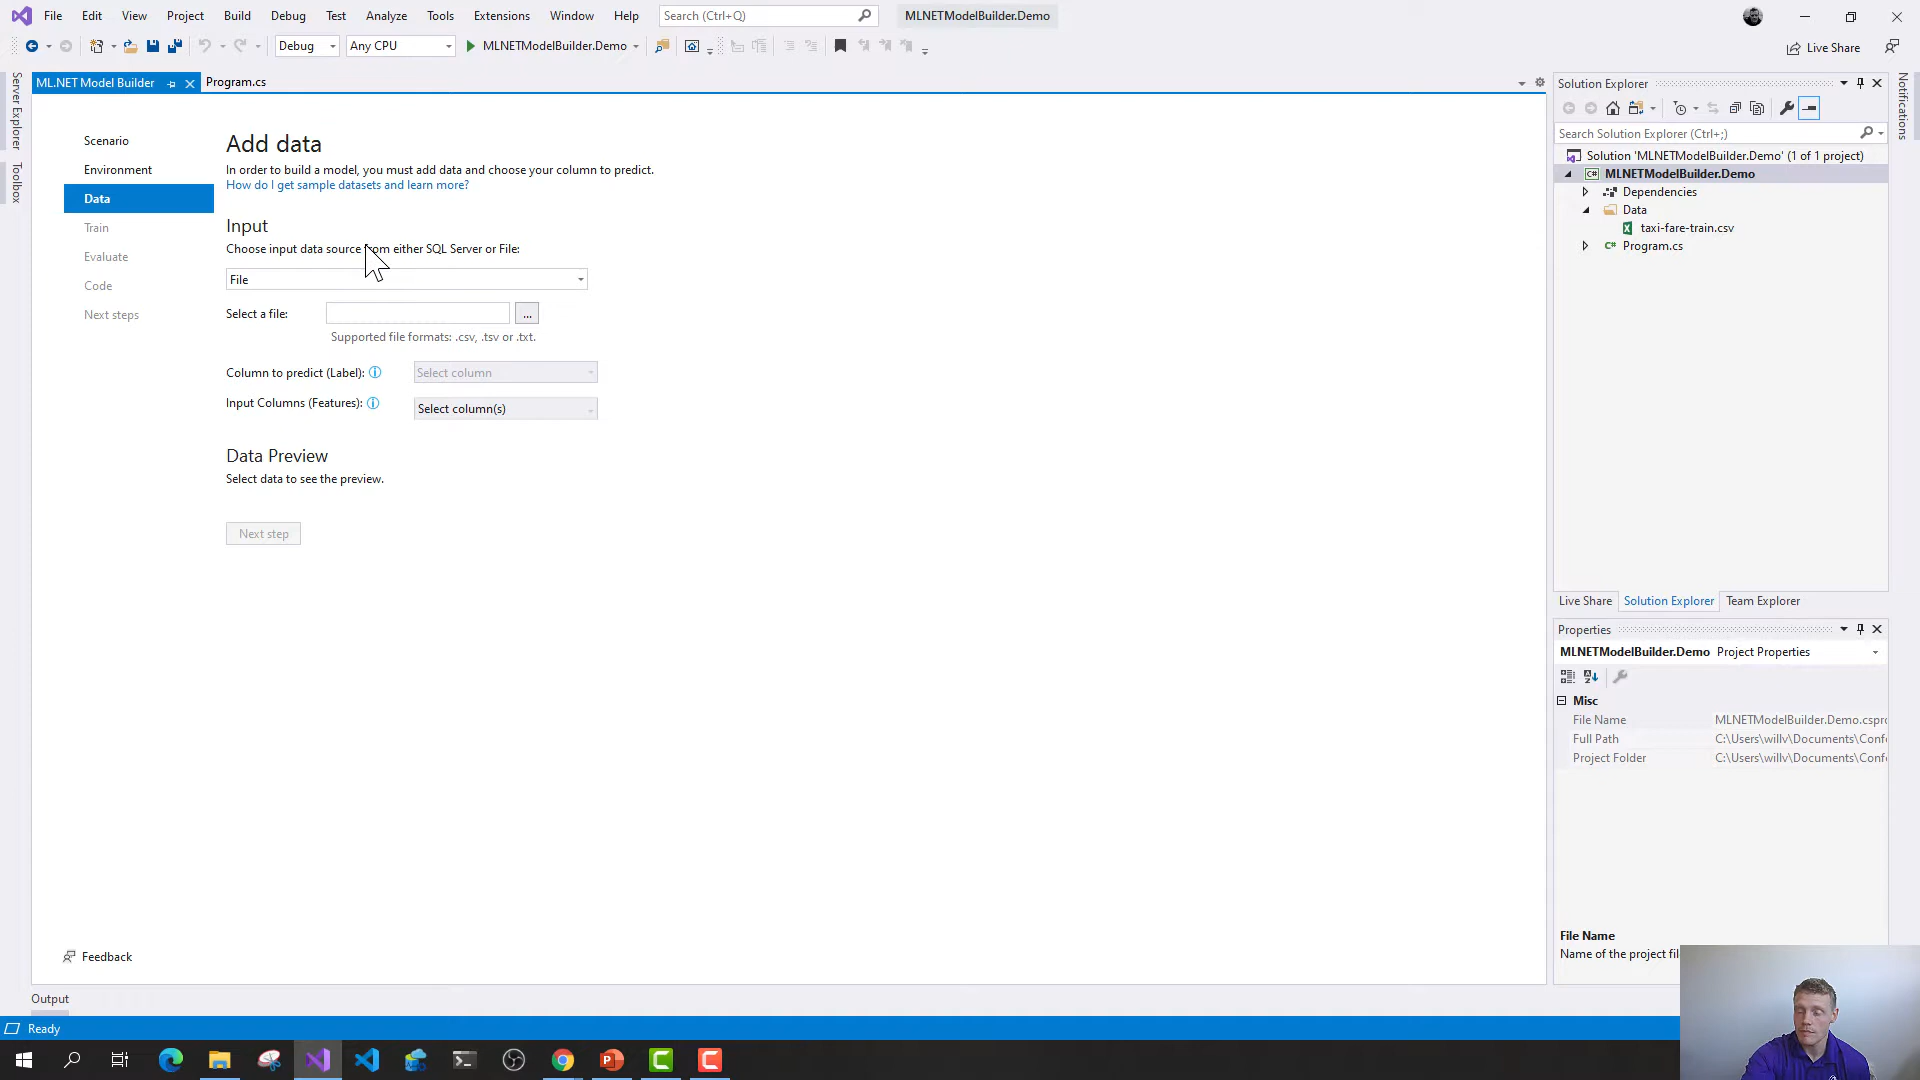 File Edit View Project Build Debug Test Analyze Tools Extensions Window Help Search (Ctrl+Q) MLNETModelBuilder.Demo
Debug Any CPU MLNETModelBuilder.Demo Live Share
Server Explorer
Toolbox
ML.NET Model Builder Program.cs
Scenario
Environment
Data
Train
Evaluate
Code
Next steps
Add data
In order to build a model, you must add data and choose your column to predict.
How do I get sample datasets and learn more?
Input
Choose input data source from either SQL Server or File:
File
Select a file: ...
Supported file formats: .csv, .tsv or .txt.
Column to predict (Label): Select column
Input Columns (Features): Select column(s)
Data Preview
Select data to see the preview.
Next step
Feedback
Solution Explorer
Search Solution Explorer (Ctrl+;)
Solution 'MLNETModelBuilder.Demo' (1 of 1 project)
C# MLNETModelBuilder.Demo
Dependencies
Data
taxi-fare-train.csv
C# Program.cs
Live Share Solution Explorer Team Explorer
Properties
MLNETModelBuilder.Demo Project Properties
Misc
File Name MLNETModelBuilder.Demo.cspro
Full Path C:\Users\willv\Documents\Confe
Project Folder C:\Users\willv\Documents\Confe
File Name
Name of the project fil
Notifications
Output
Ready